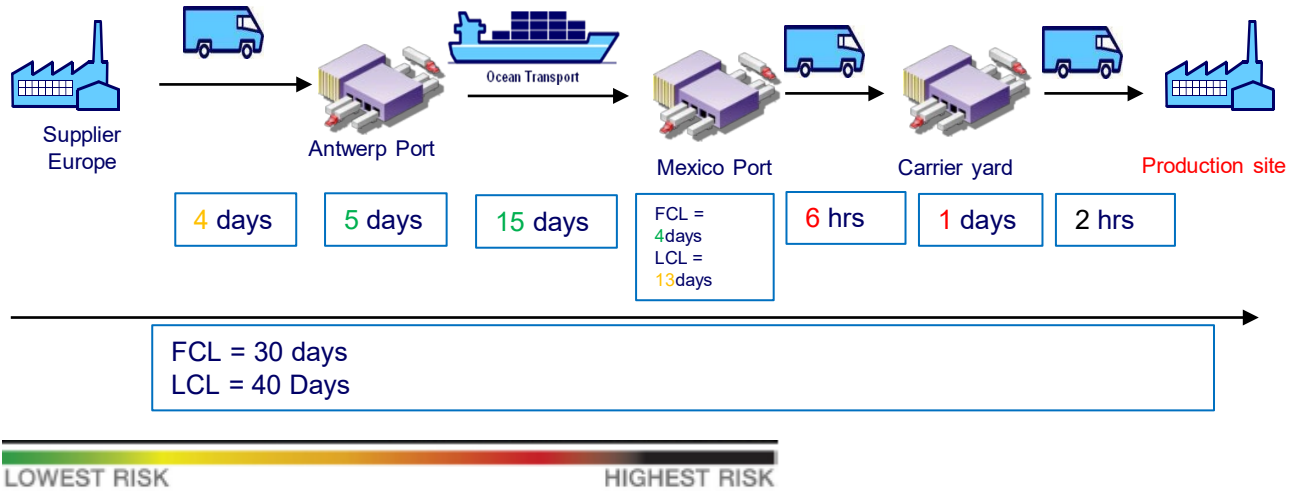 Ocean Transport
Supplier
Europe
Antwerp Port
Mexico Port
Carrier yard
Production site
4 days
5 days
15 days
FCL =
4days
LCL =
13days
6 hrs
1 days
2 hrs
FCL = 30 days
LCL = 40 Days
LOWEST RISK
HIGHEST RISK